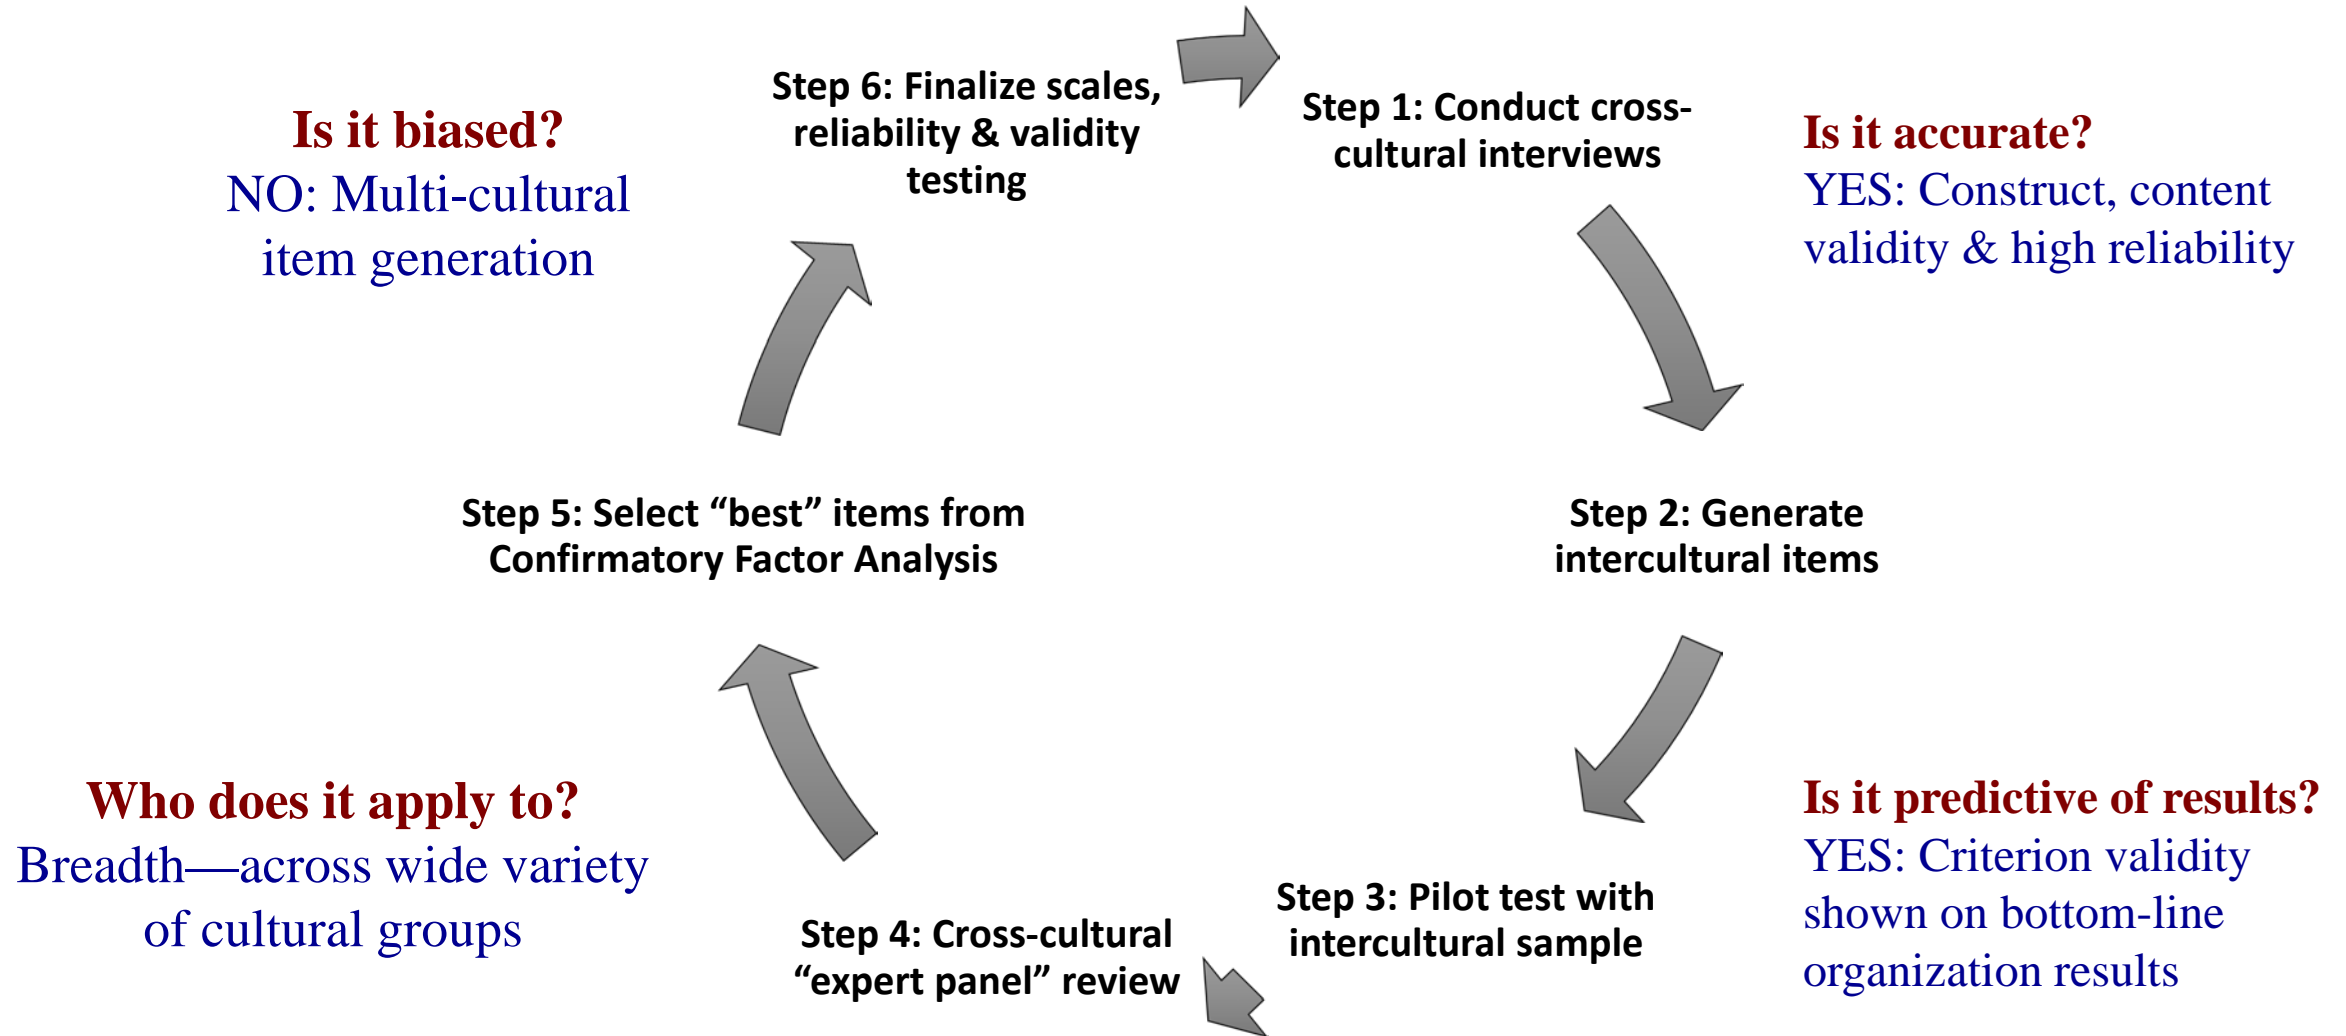 Step 6: Finalize scales,
reliability & validity
testing
Step 1: Conduct cross-
cultural interviews
Is it biased?
NO: Multi-cultural
item generation
Is it accurate?
YES: Construct, content
validity & high reliability
Step 5: Select “best” items from
Confirmatory Factor Analysis
Step 2: Generate
intercultural items
Who does it apply to?
Breadth—across wide variety
of cultural groups
Step 4: Cross-cultural
“expert panel” review
Step 3: Pilot test with
intercultural sample
Is it predictive of results?
YES: Criterion validity
shown on bottom-line
organization results